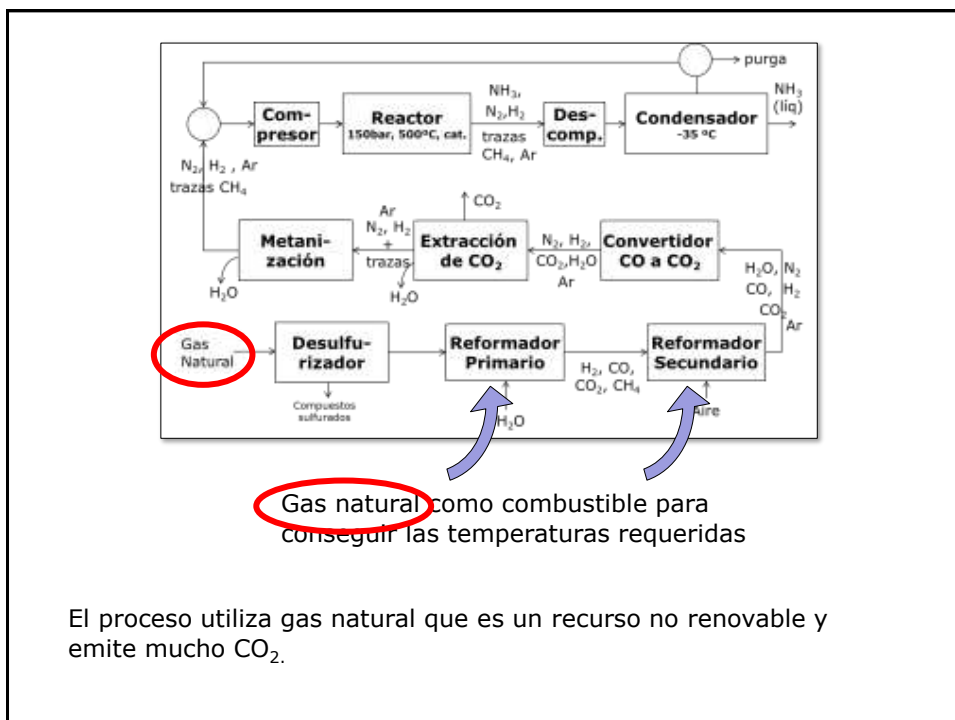 purga
NH₃
(liq)
NH₃,
N₂,H₂
trazas
CH₄, Ar
Com-
presor
Reactor
150bar, 500ºC, cat.
Des-
comp.
Condensador
-35 ºC
N₂, H₂ , Ar
trazas CH₄
CO₂
Ar
N₂, H₂
+
trazas
Metani-
zación
Extracción
de CO₂
N₂, H₂,
CO₂,H₂O
Ar
Convertidor
CO a CO₂
H₂O, N₂
CO, H₂
CO₂
Ar
H₂O
H₂O
Gas
Natural
Desulfu-
rizador
Reformador
Primario
H₂, CO,
CO₂, CH₄
Reformador
Secundario
Compuestos
sulfurados
H₂O
Aire
Gas natural como combustible para
conseguir las temperaturas requeridas
El proceso utiliza gas natural que es un recurso no renovable y
emite mucho CO₂.